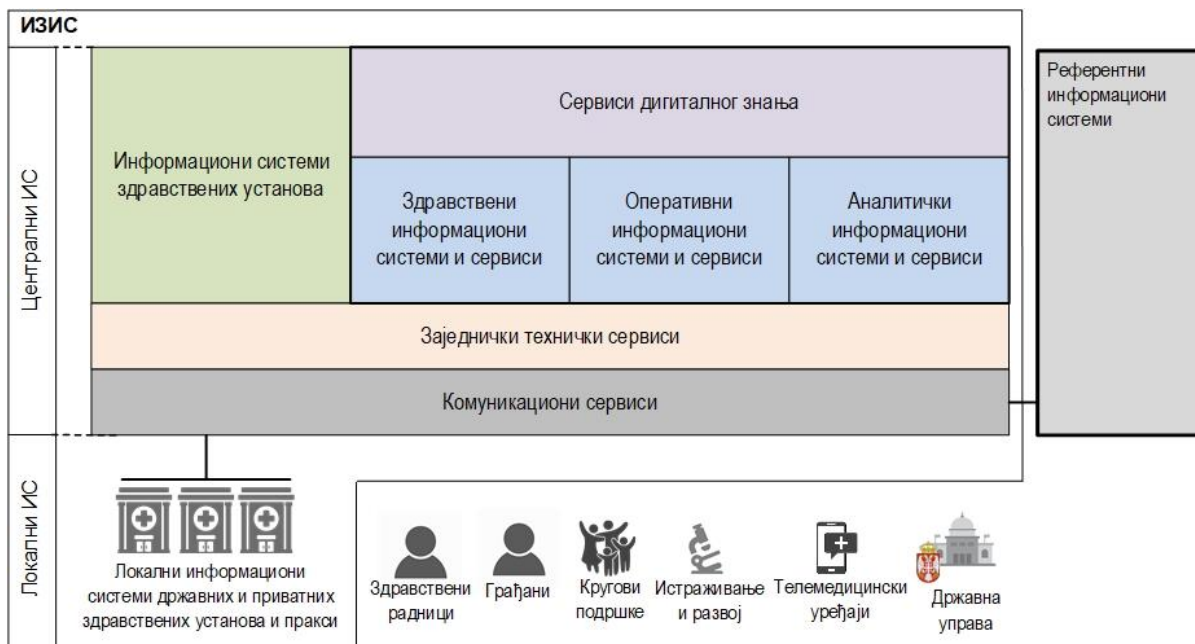 ИЗИС
Централни ИС
Информациони системи
здравствених установа
Сервиси дигиталног знања
Здравствени
информациони
системи и сервиси
Оперативни
информациони
системи и сервиси
Аналитички
информациони
системи и сервиси
Заједнички технички сервиси
Комуникациони сервиси
Референтни
информациони
системи
Локални ИС
Локални информациони
системи државних и приватних
здравствених установа и пракси
Здравствени
радници
Грађани
Кругови
подршке
Истраживање
и развој
Телемедицински
уређаји
Државна
управа